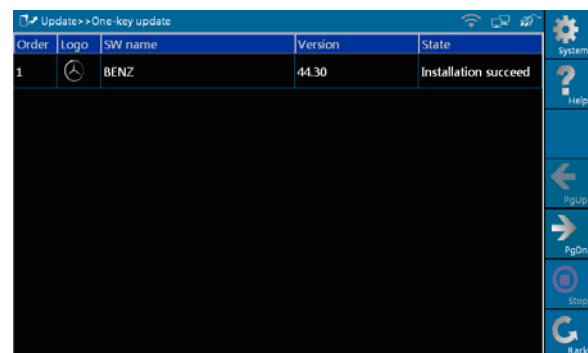 Update>>One-key update
System
Order Logo SW name Version State
1 BENZ 44.30 Installation succeed
Help
PgUp
PgDn
Stop
Back